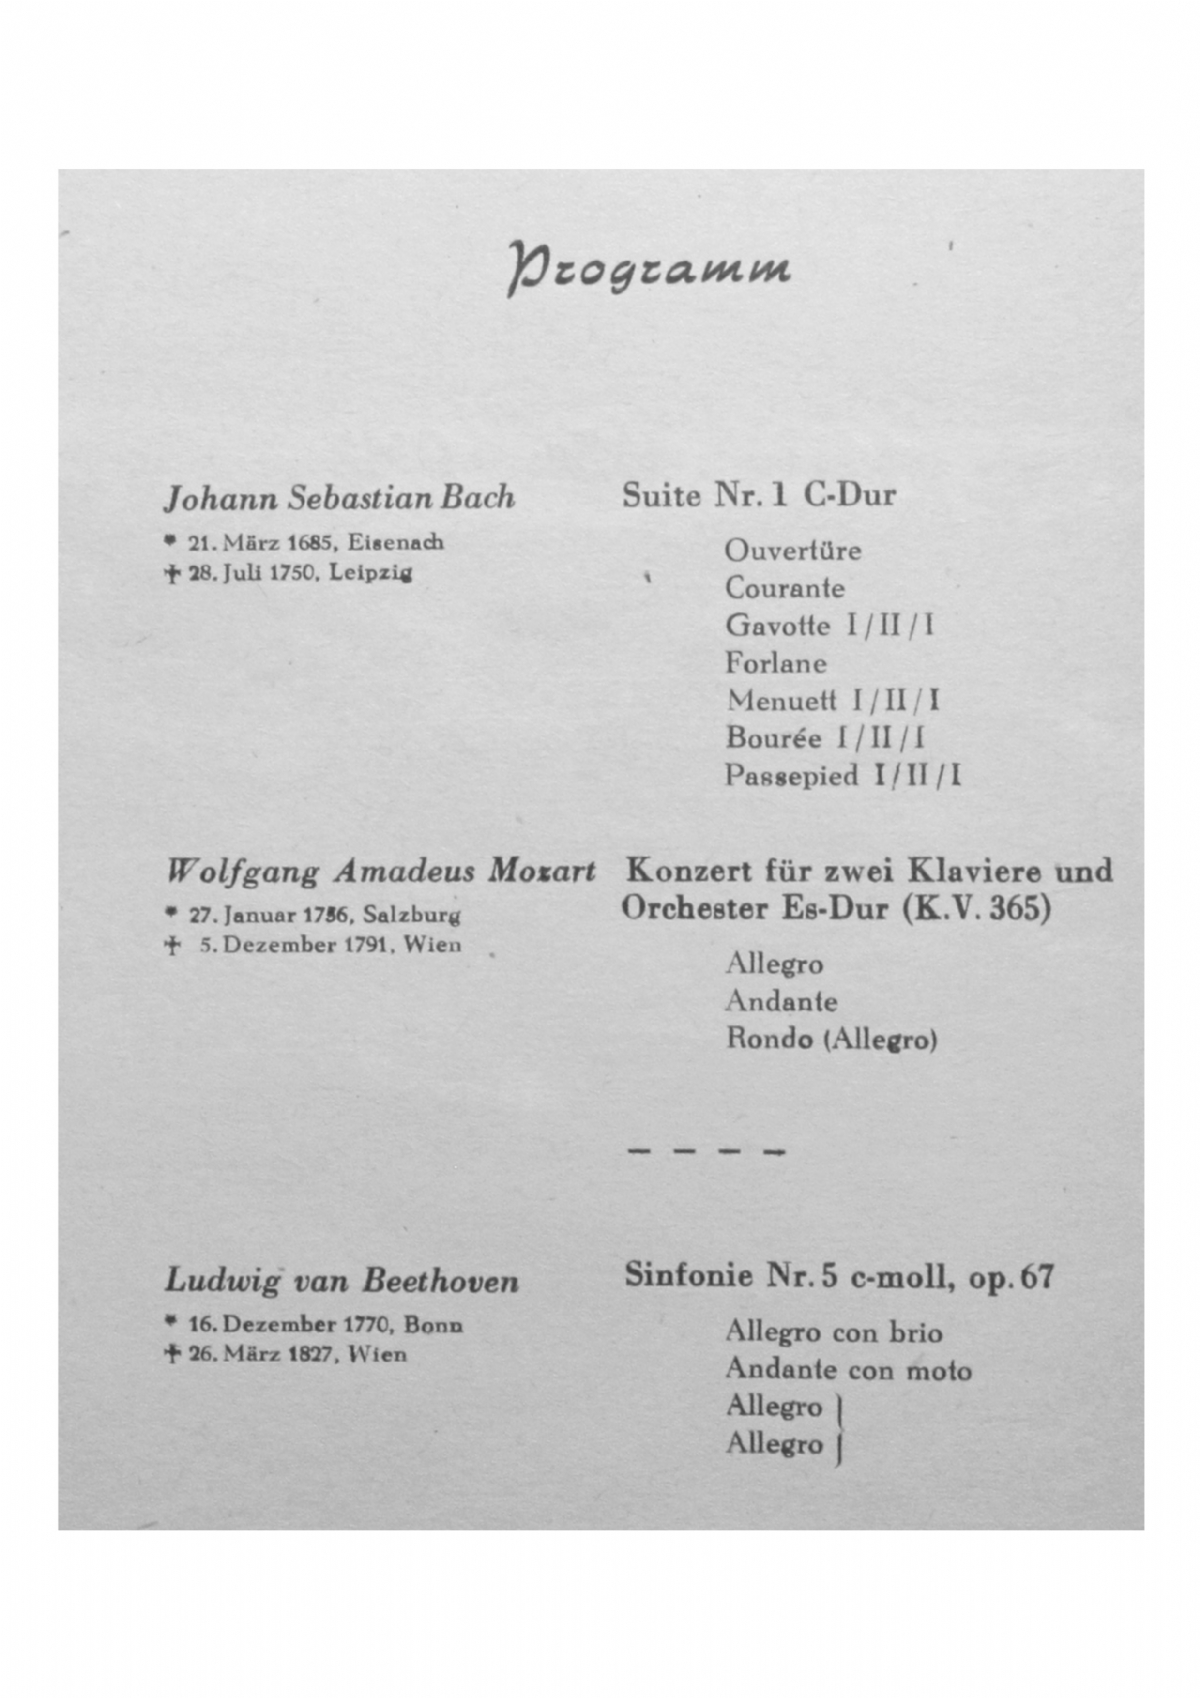 Programm
Johann Sebastian Bach
* 21. März 1685, Eisenach
✝ 28. Juli 1750, Leipzig
Suite Nr. 1 C-Dur
Ouvertüre
Courante
Gavotte I/II/I
Forlane
Menuett I/II/I
Bourée I/II/I
Passepied I/II/I
Wolfgang Amadeus Mozart
* 27. Januar 1756, Salzburg
✝ 5. Dezember 1791, Wien
Konzert für zwei Klaviere und
Orchester Es-Dur (K.V. 365)
Allegro
Andante
Rondo (Allegro)
– – – –
Ludwig van Beethoven
* 16. Dezember 1770, Bonn
✝ 26. März 1827, Wien
Sinfonie Nr. 5 c-moll, op. 67
Allegro con brio
Andante con moto
Allegro }
Allegro }